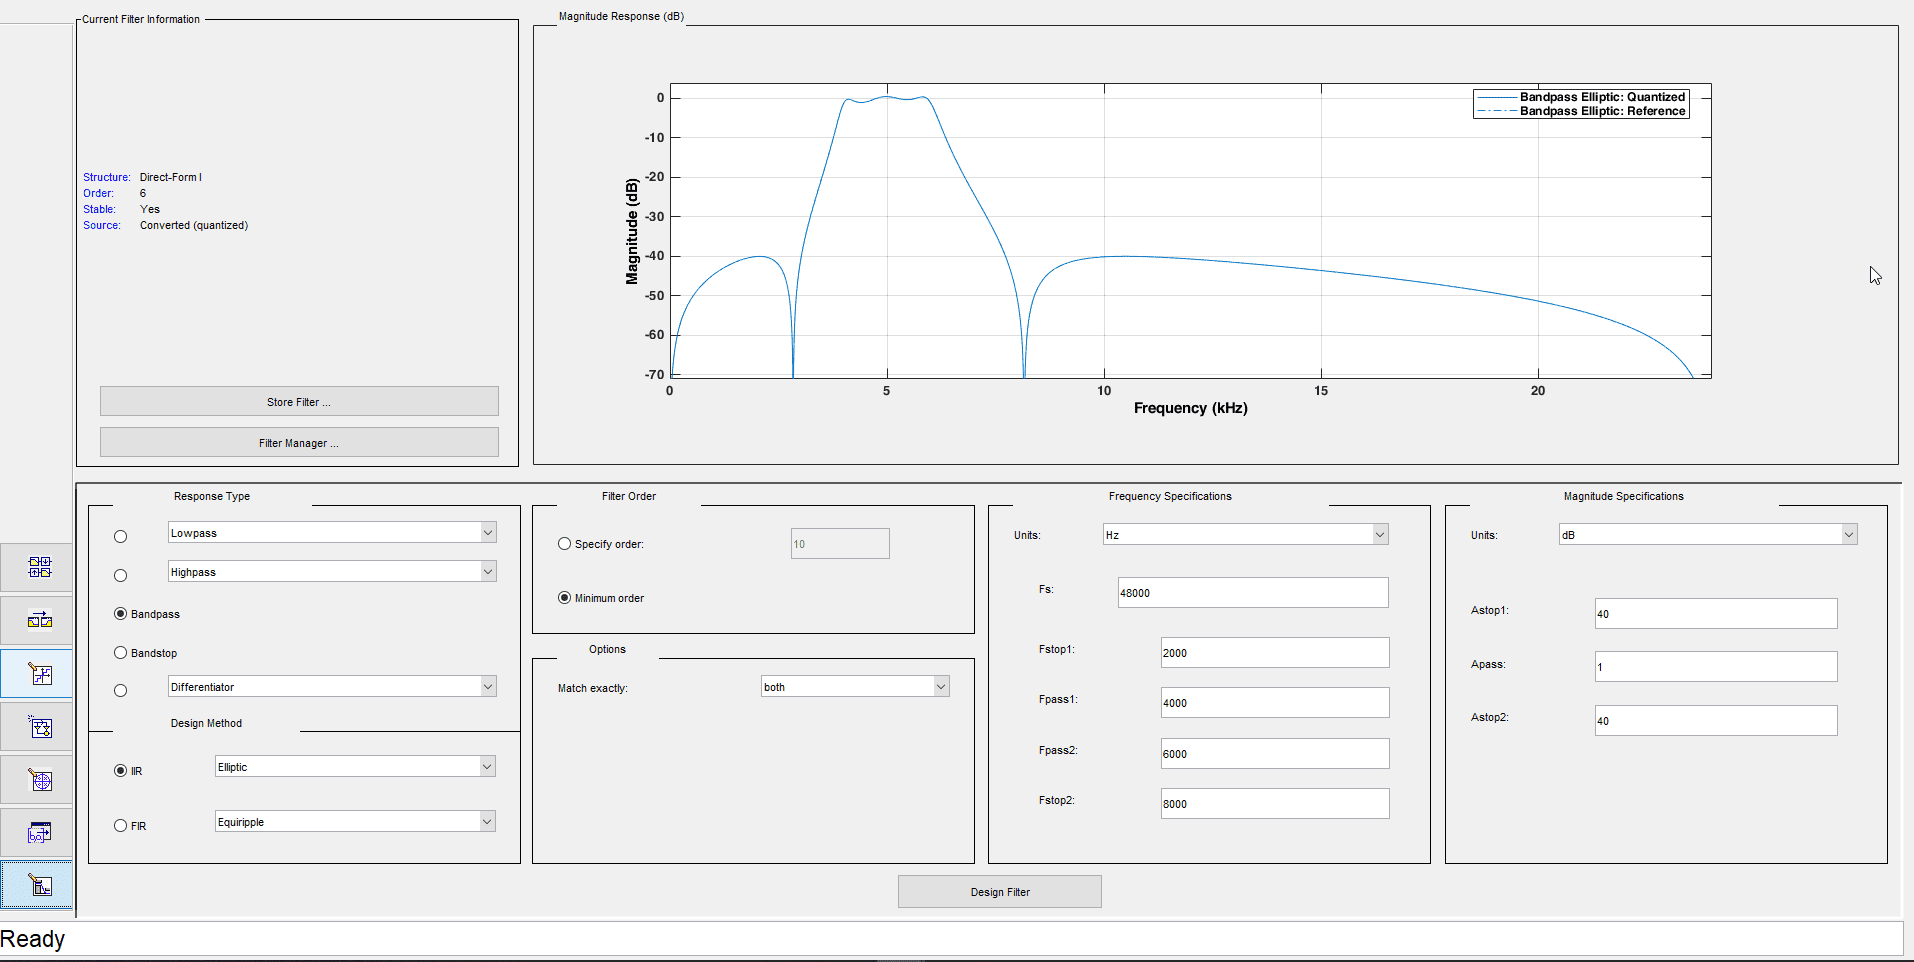 Current Filter Information
Structure: Direct-Form I
Order: 6
Stable: Yes
Source: Converted (quantized)
Store Filter ...
Filter Manager ...
Magnitude Response (dB)
Bandpass Elliptic: Quantized
Bandpass Elliptic: Reference
Magnitude (dB)
0
-10
-20
-30
-40
-50
-60
-70
0 5 10 15 20
Frequency (kHz)
Response Type
Lowpass
Highpass
Bandpass
Bandstop
Differentiator
Design Method
IIR Elliptic
FIR Equiripple
Filter Order
Specify order: 10
Minimum order
Options
Match exactly: both
Frequency Specifications
Units: Hz
Fs: 48000
Fstop1: 2000
Fpass1: 4000
Fpass2: 6000
Fstop2: 8000
Magnitude Specifications
Units: dB
Astop1: 40
Apass: 1
Astop2: 40
Design Filter
Ready